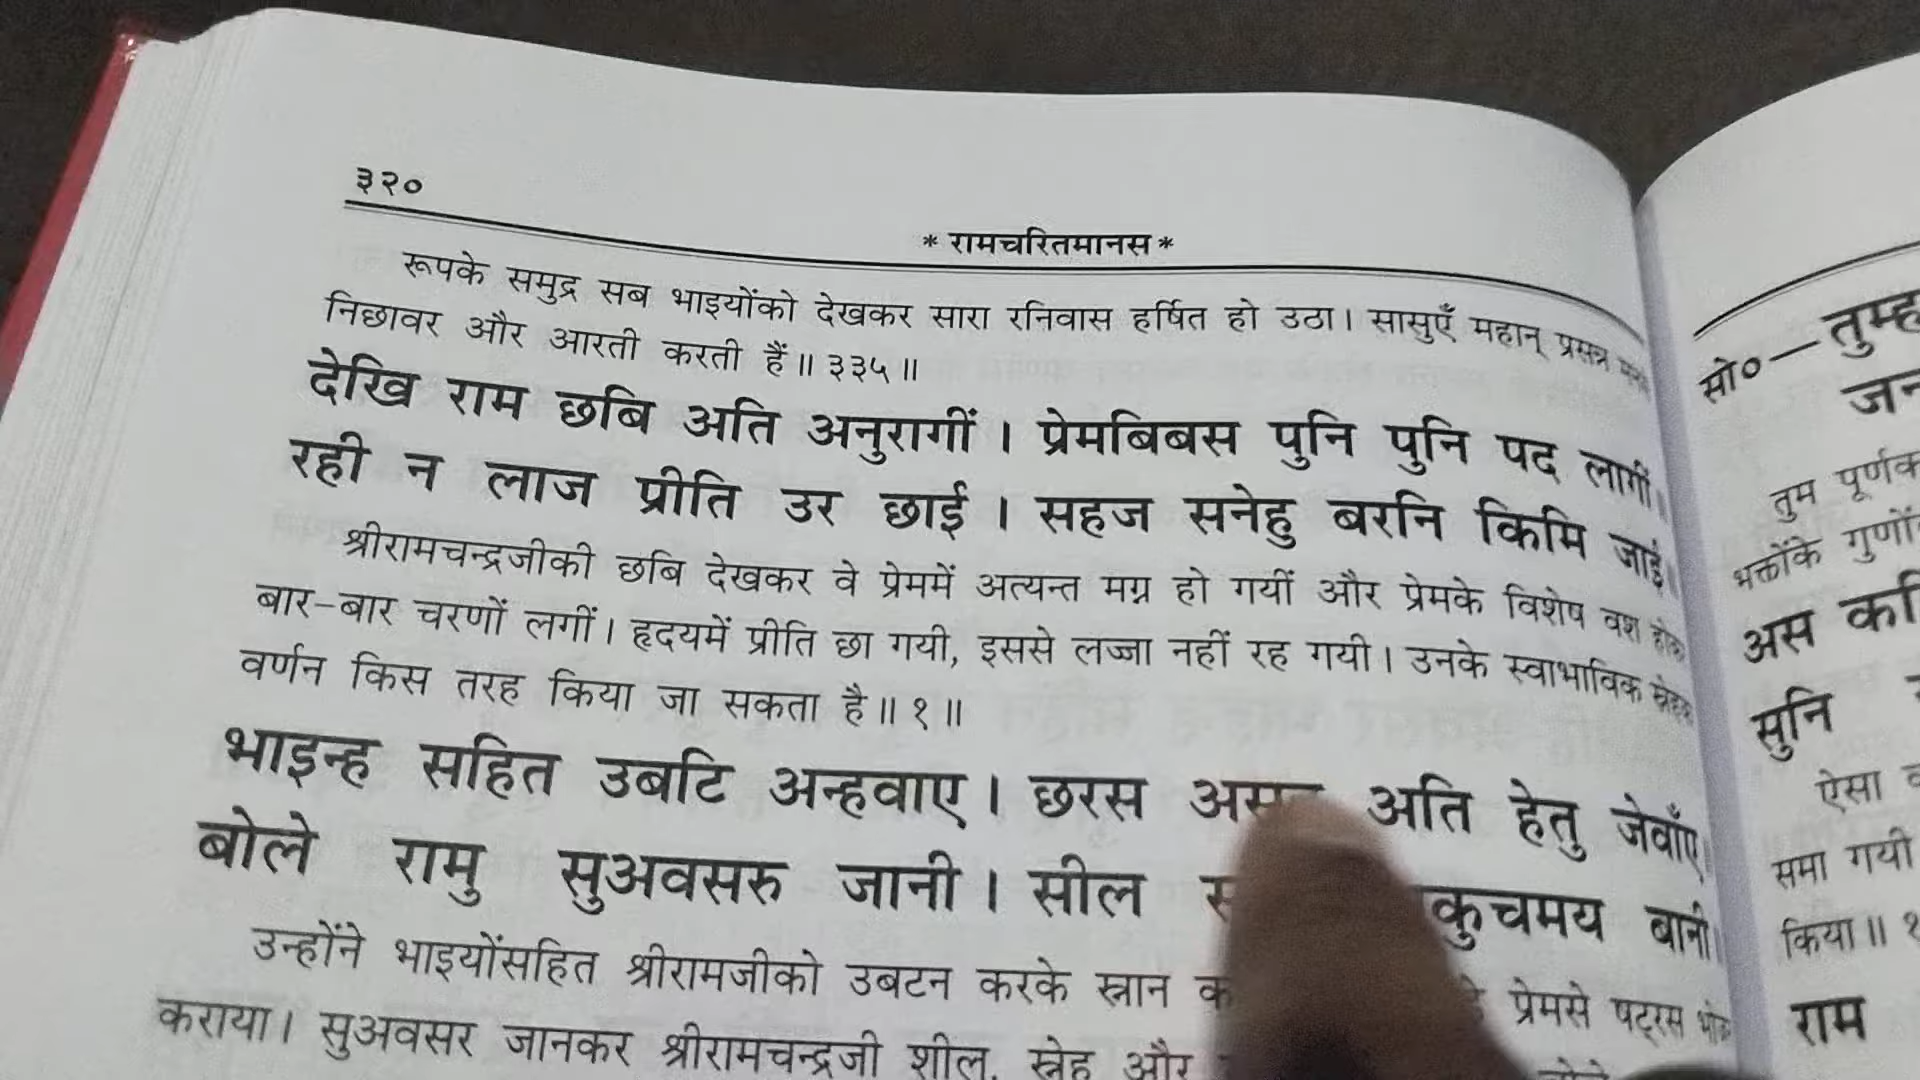 ३२०
* रामचरितमानस *
रूपके समुद्र सब भाइयोंको देखकर सारा रनिवास हर्षित हो उठा। सासुएँ महान् प्रसन्न
निछावर और आरती करती हैं॥ ३३५॥
देखि राम छबि अति अनुरागीं। प्रेमबिबस पुनि पुनि पद लागीं॥
रही न लाज प्रीति उर छाई। सहज सनेहु बरनि किमि जाई॥
श्रीरामचन्द्रजीकी छबि देखकर वे प्रेममें अत्यन्त मग्न हो गयीं और प्रेमके विशेष वश होकर
बार-बार चरणों लगीं। हृदयमें प्रीति छा गयी, इससे लज्जा नहीं रह गयी। उनके स्वाभाविक स्नेहका
वर्णन किस तरह किया जा सकता है॥ १॥
भाइन्ह सहित उबटि अन्हवाए। छरस अति हेतु जेवाँए॥
बोले रामु सुअवसरु जानी। सील बानी॥
उन्होंने भाइयोंसहित श्रीरामजीको उबटन करके स्नान प्रेमसे षट्रस
कराया। सुअवसर जानकर श्रीरामचन्द्रजी शील, स्नेह और
सो०—तुम्ह
तुम
भक्तोंके
अस
सुनि
ऐसा
समा गयी
किया॥
राम